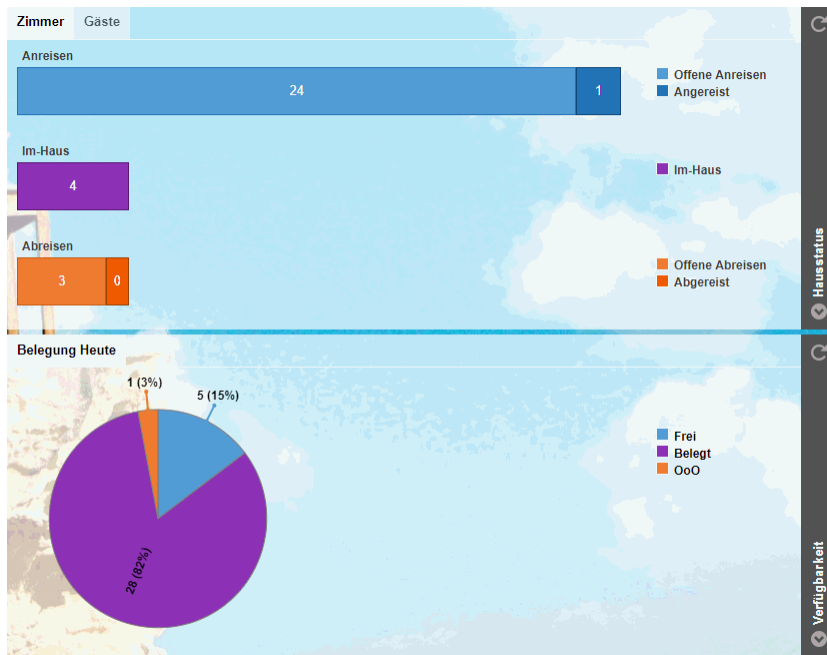 Zimmer Gäste
Anreisen
24 1
Offene Anreisen
Angereist
Im-Haus
4
Im-Haus
Abreisen
3 0
Offene Abreisen
Abgereist
Hausstatus
Belegung Heute
1 (3%)
5 (15%)
28 (82%)
Frei
Belegt
OoO
Verfügbarkeit